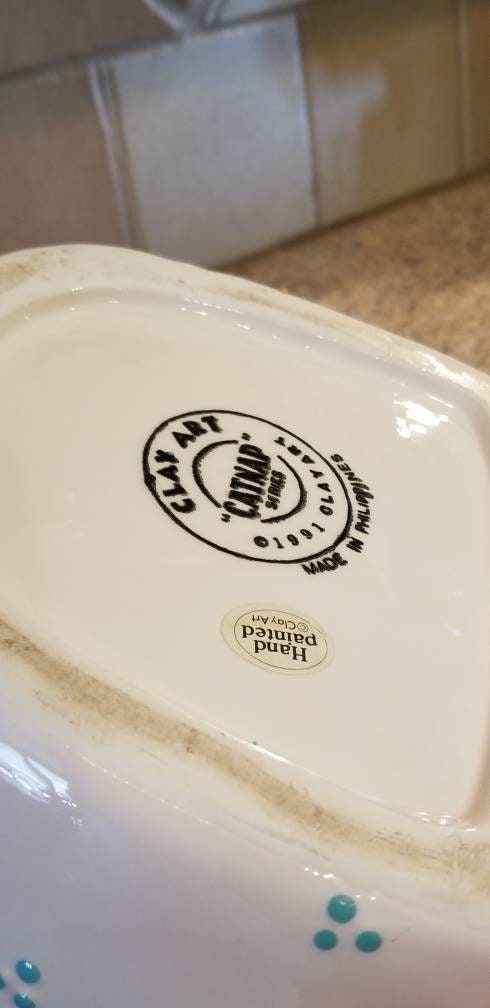 CLAY ART
"CATNAP"
SERIES
©1991 CLAY ART
MADE IN PHILIPPINES
Hand
painted
©Clay Art